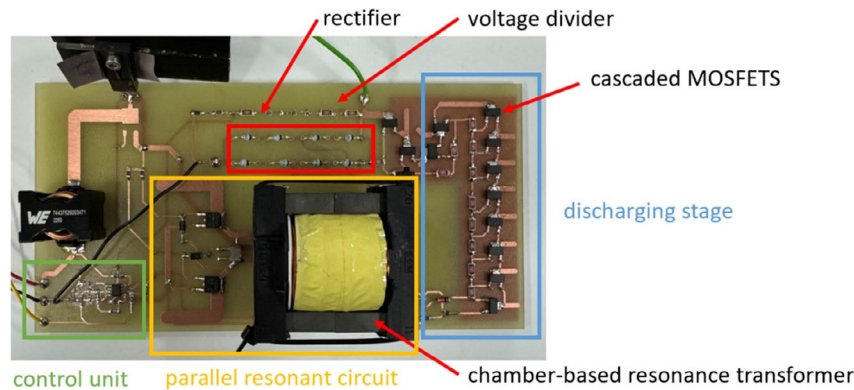 rectifier
voltage divider
cascaded MOSFETS
WE
discharging stage
control unit
parallel resonant circuit
chamber-based resonance transformer